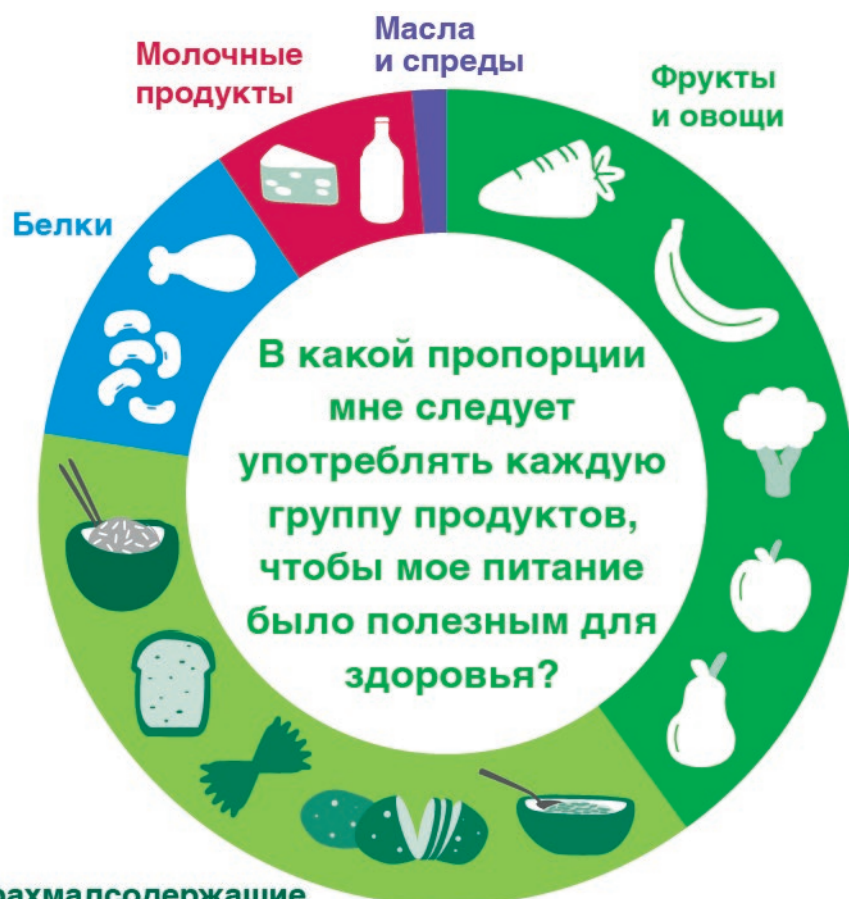 Масла
и спреды
Молочные
продукты
Фрукты
и овощи
Белки
В какой пропорции
мне следует
употреблять каждую
группу продуктов,
чтобы мое питание
было полезным для
здоровья?